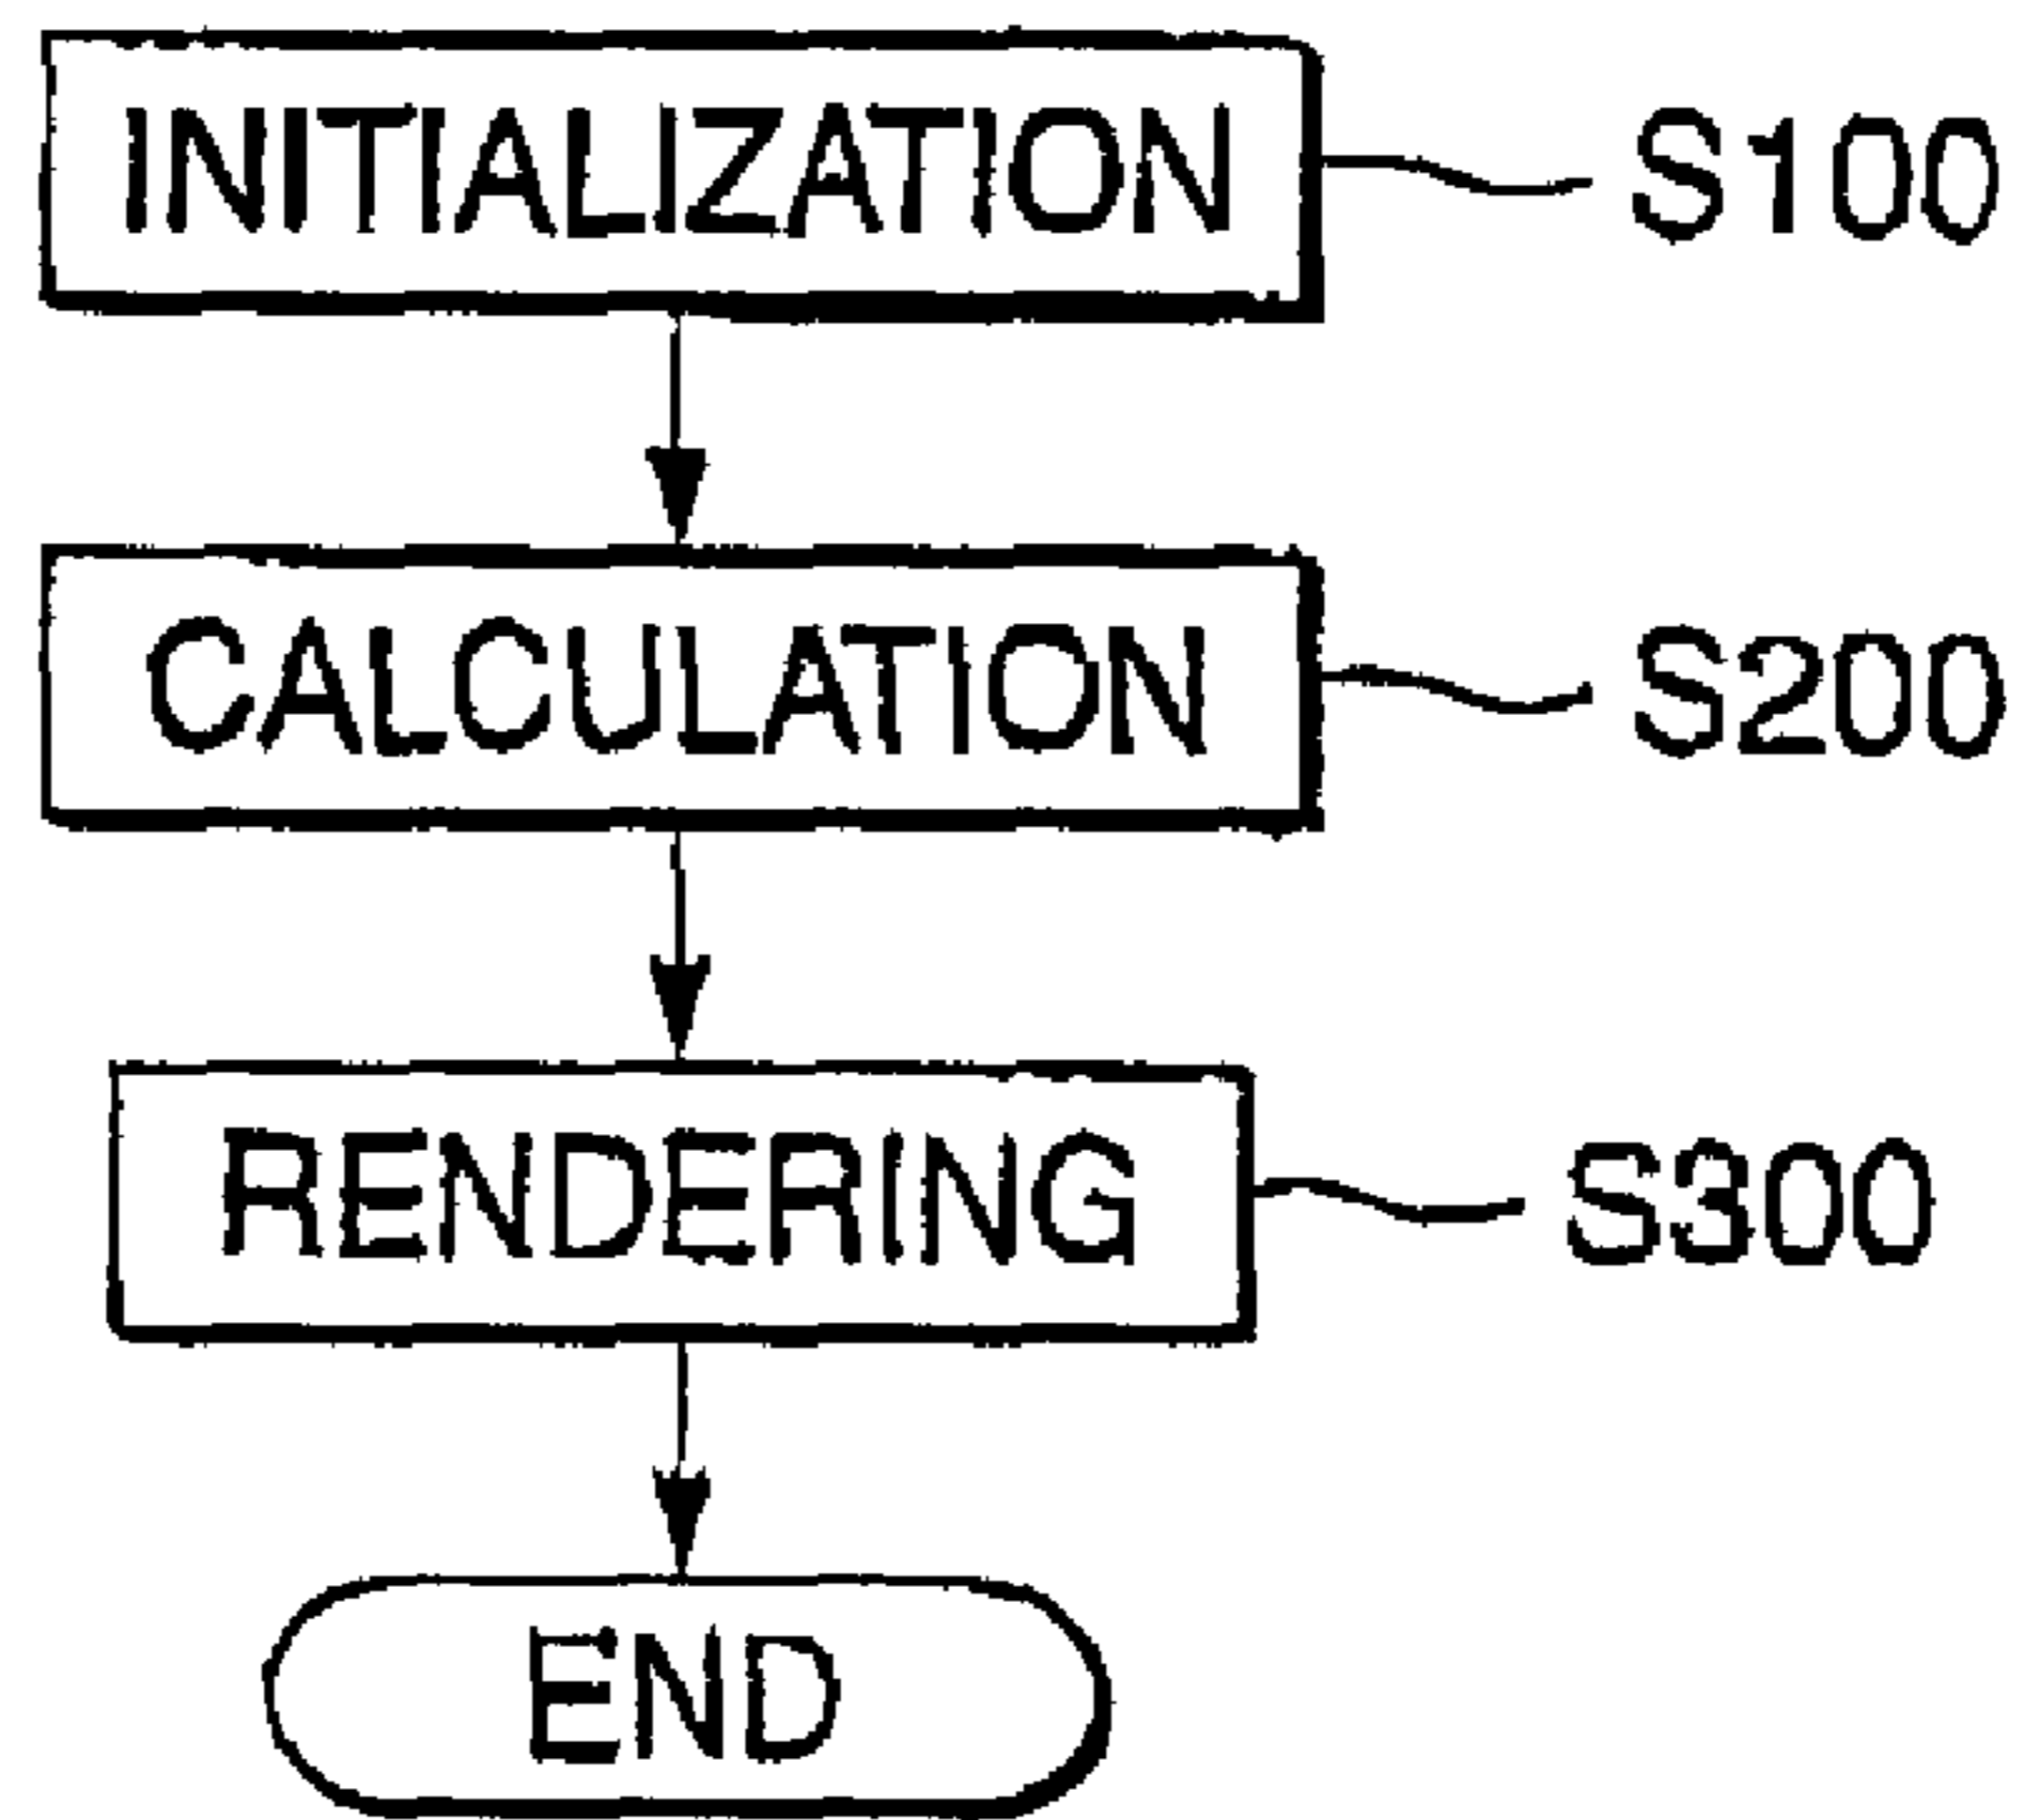 INITIALIZATION S100
CALCULATION S200
RENDERING S300
END